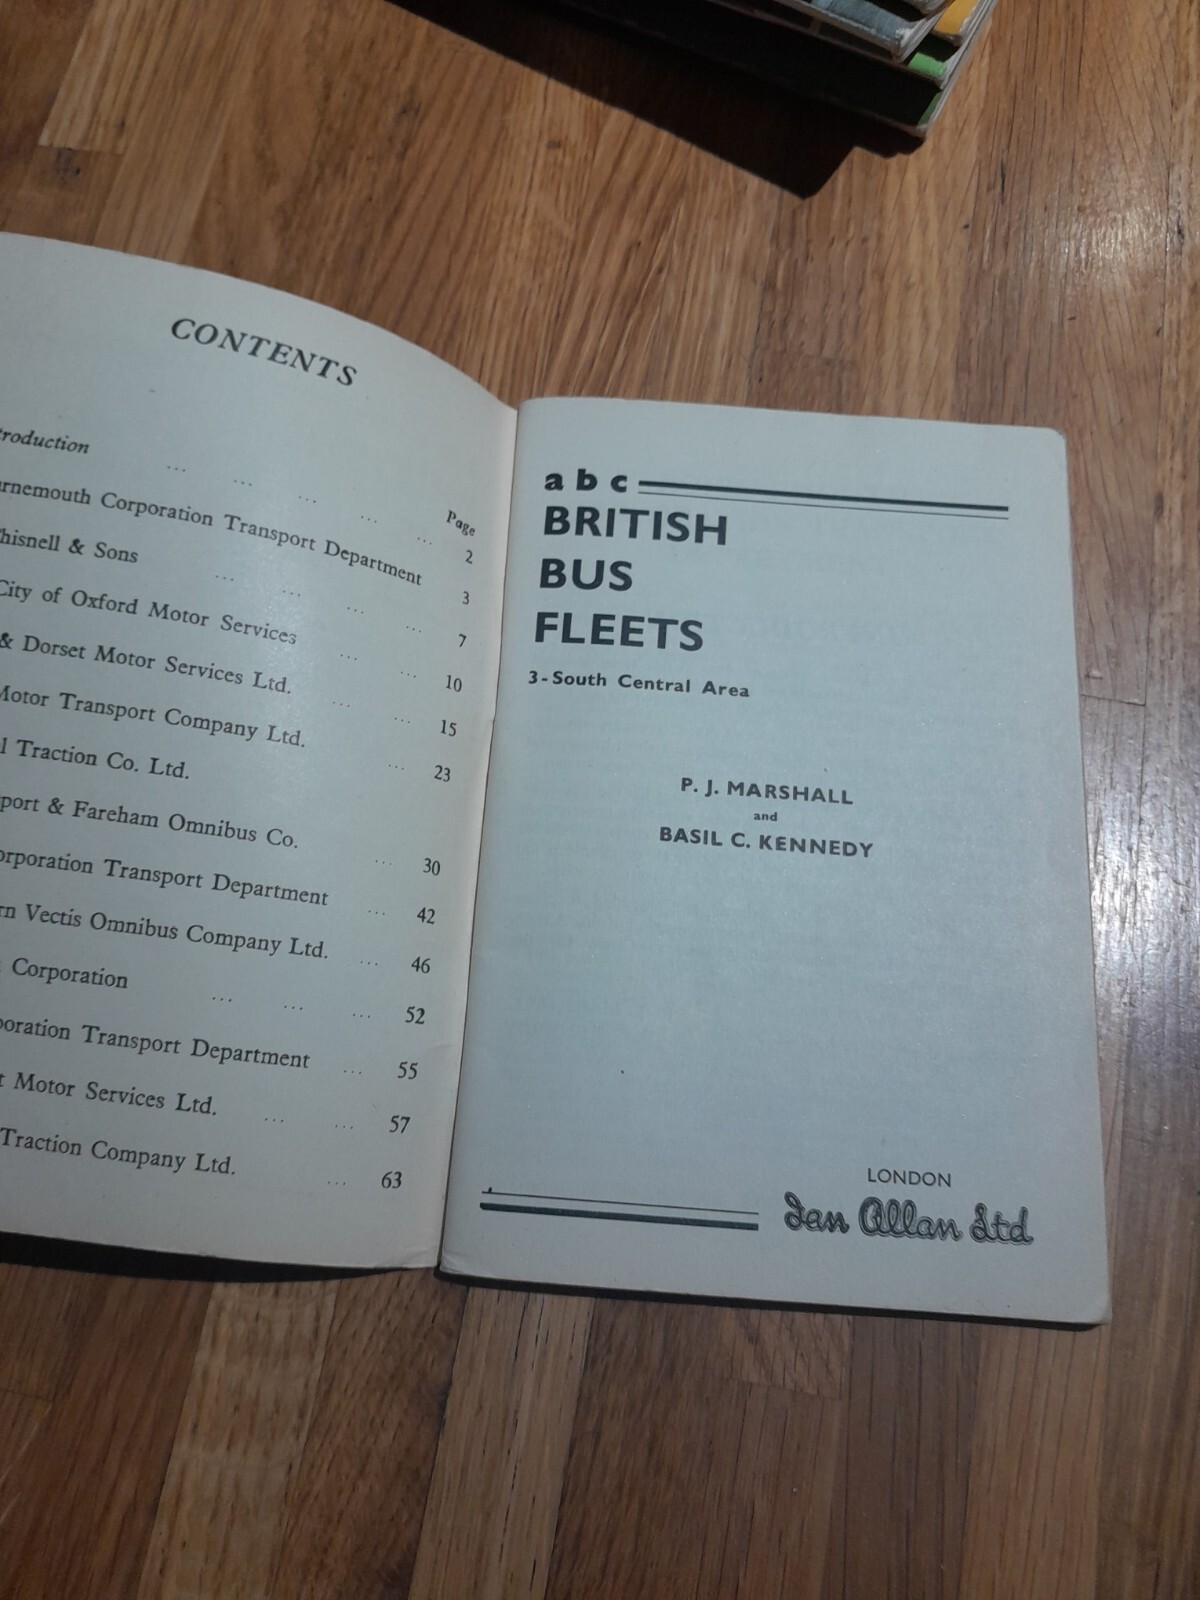 CONTENTS
Page
troduction ... ... ... ... ... 2
rnemouth Corporation Transport Department 3
hisnell & Sons ... ... ... ... 7
City of Oxford Motor Services ... ... 10
& Dorset Motor Services Ltd. ... ... 15
Motor Transport Company Ltd. ... 23
l Traction Co. Ltd.
port & Fareham Omnibus Co. ... 30
orporation Transport Department ... 42
rn Vectis Omnibus Company Ltd. ... 46
Corporation ... ... ... 52
poration Transport Department ... 55
t Motor Services Ltd. ... ... 57
Traction Company Ltd. ... 63
abc
BRITISH
BUS
FLEETS
3-South Central Area
P. J. MARSHALL
and
BASIL C. KENNEDY
LONDON
Ian Allan Ltd